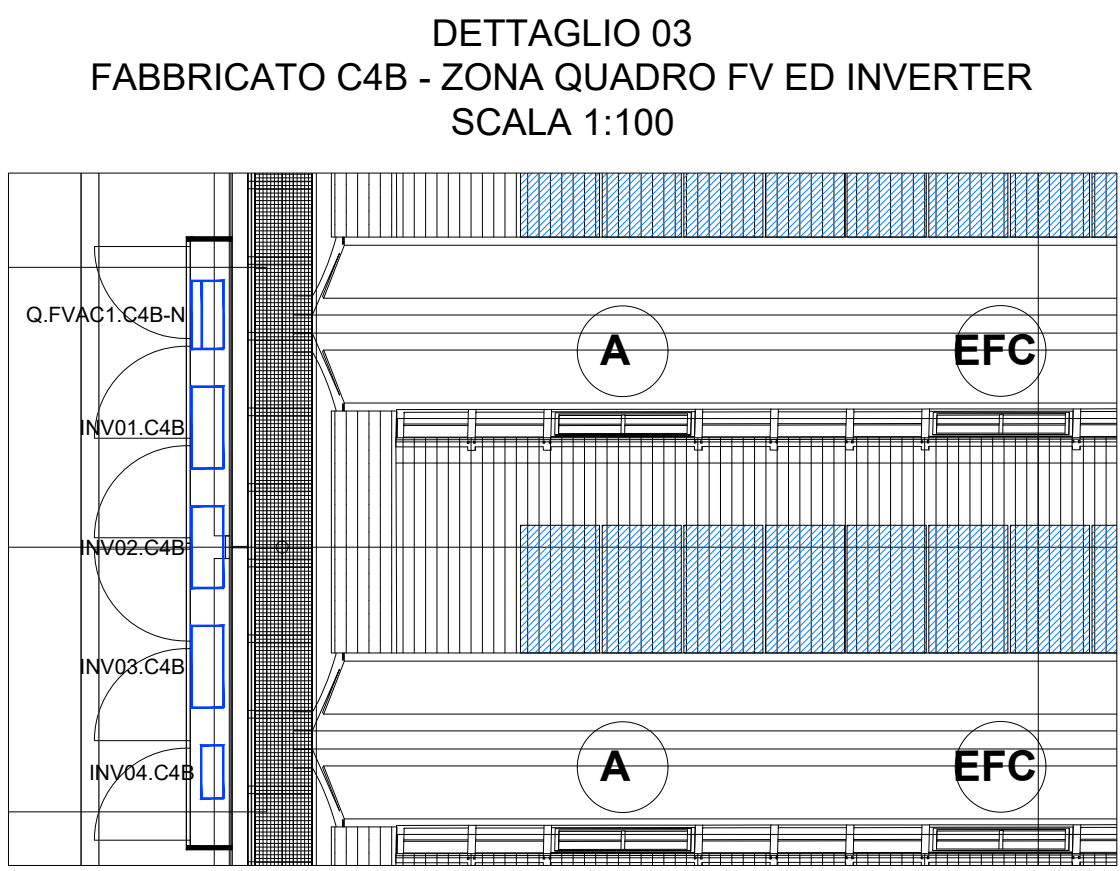 DETTAGLIO 03
FABBRICATO C4B - ZONA QUADRO FV ED INVERTER
SCALA 1:100
Q.FVAC1.C4B-N
A
EFC
INV01.C4B
INV02.C4B
INV03.C4B
A
EFC
INV04.C4B